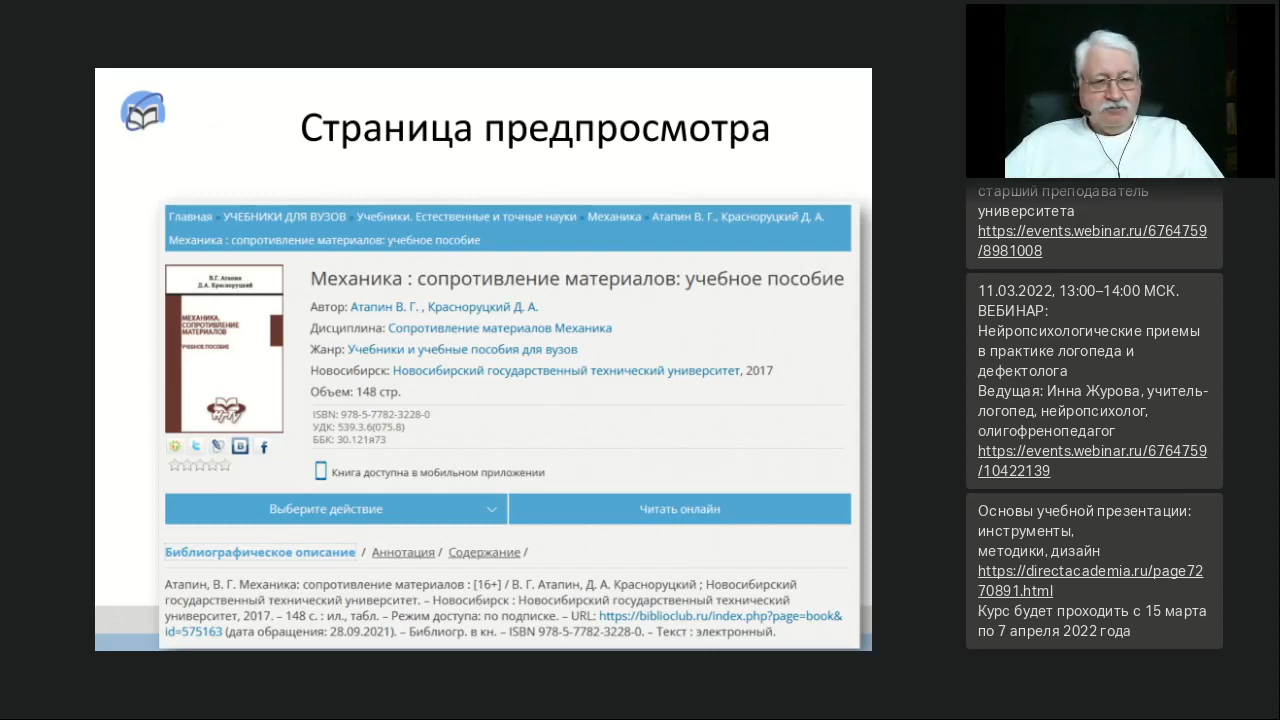 Страница предпросмотра
Главная » УЧЕБНИКИ ДЛЯ ВУЗОВ » Учебники. Естественные и точные науки » Механика » Атапин В. Г., Красноруцкий Д. А.
Механика : сопротивление материалов: учебное пособие
В.Г. Атапин
Д.А. Красноруцкий
МЕХАНИКА.
СОПРОТИВЛЕНИЕ
МАТЕРИАЛОВ
УЧЕБНОЕ ПОСОБИЕ
НГТУ
Механика : сопротивление материалов: учебное пособие
Автор: Атапин В. Г. , Красноруцкий Д. А.
Дисциплина: Сопротивление материалов Механика
Жанр: Учебники и учебные пособия для вузов
Новосибирск: Новосибирский государственный технический университет, 2017
Объем: 148 стр.
ISBN: 978-5-7782-3228-0
УДК: 539.3.6(075.8)
ББК: 30.121я73
Книга доступна в мобильном приложении
Выберите действие
Читать онлайн
Библиографическое описание / Аннотация / Содержание /
Атапин, В. Г. Механика: сопротивление материалов : [16+] / В. Г. Атапин, Д. А. Красноруцкий ; Новосибирский
государственный технический университет. – Новосибирск : Новосибирский государственный технический
университет, 2017. – 148 с. : ил., табл. – Режим доступа: по подписке. – URL: https://biblioclub.ru/index.php?page=book&
id=575163 (дата обращения: 28.09.2021). – Библиогр. в кн. – ISBN 978-5-7782-3228-0. – Текст : электронный.
старший преподаватель
университета
https://events.webinar.ru/6764759
/8981008
11.03.2022, 13:00–14:00 МСК.
ВЕБИНАР:
Нейропсихологические приемы
в практике логопеда и
дефектолога
Ведущая: Инна Журова, учитель-
логопед, нейропсихолог,
олигофренопедагог
https://events.webinar.ru/6764759
/10422139
Основы учебной презентации:
инструменты,
методики, дизайн
https://directacademia.ru/page72
70891.html
Курс будет проходить с 15 марта
по 7 апреля 2022 года